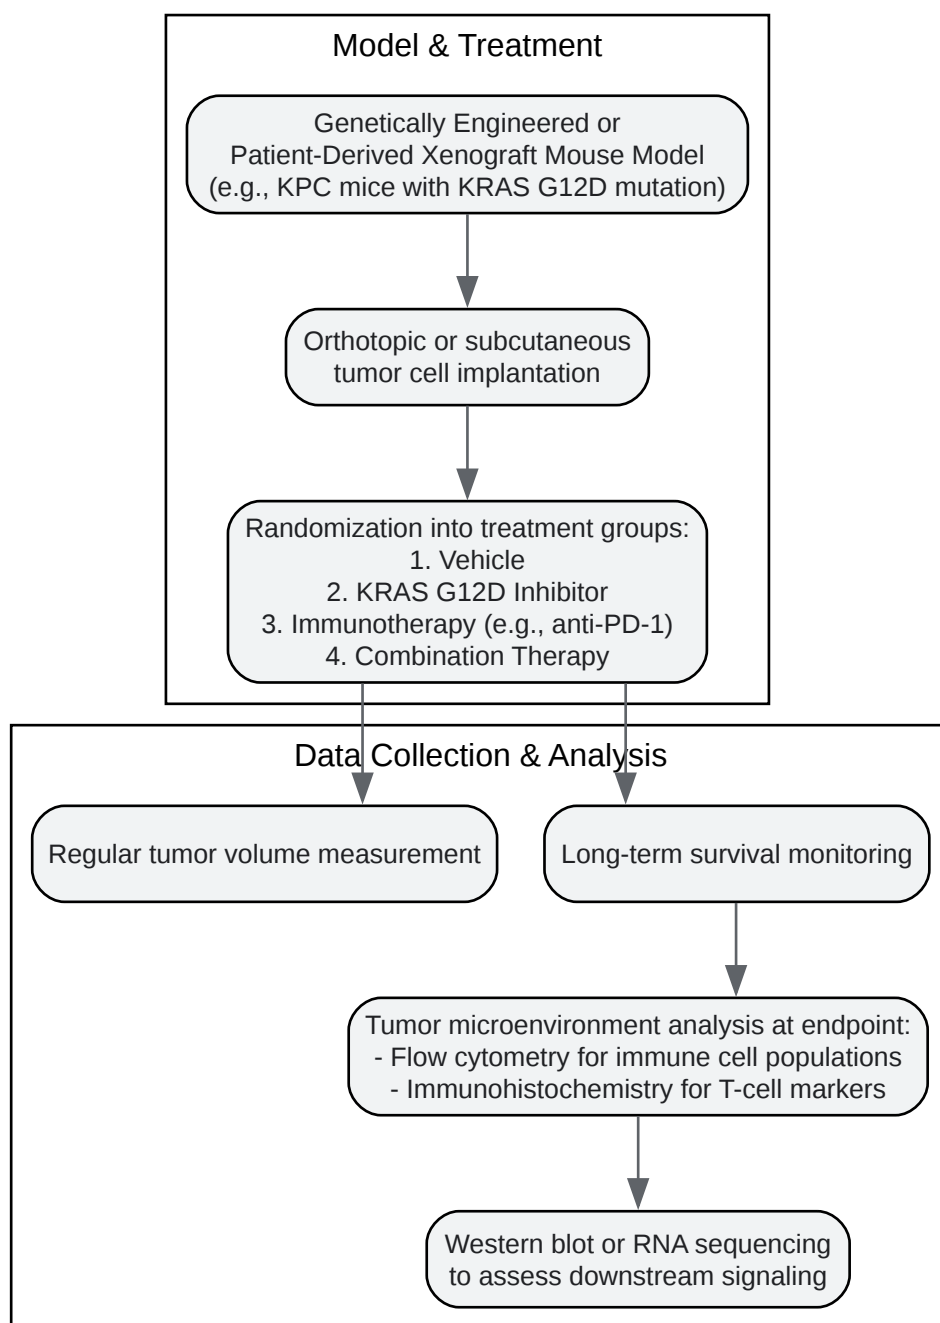 Model & Treatment
Genetically Engineered or
Patient-Derived Xenograft Mouse Model
(e.g., KPC mice with KRAS G12D mutation)
Orthotopic or subcutaneous
tumor cell implantation
Randomization into treatment groups:
1. Vehicle
2. KRAS G12D Inhibitor
3. Immunotherapy (e.g., anti-PD-1)
4. Combination Therapy
Data Collection & Analysis
Regular tumor volume measurement
Long-term survival monitoring
Tumor microenvironment analysis at endpoint:
- Flow cytometry for immune cell populations
- Immunohistochemistry for T-cell markers
Western blot or RNA sequencing
to assess downstream signaling